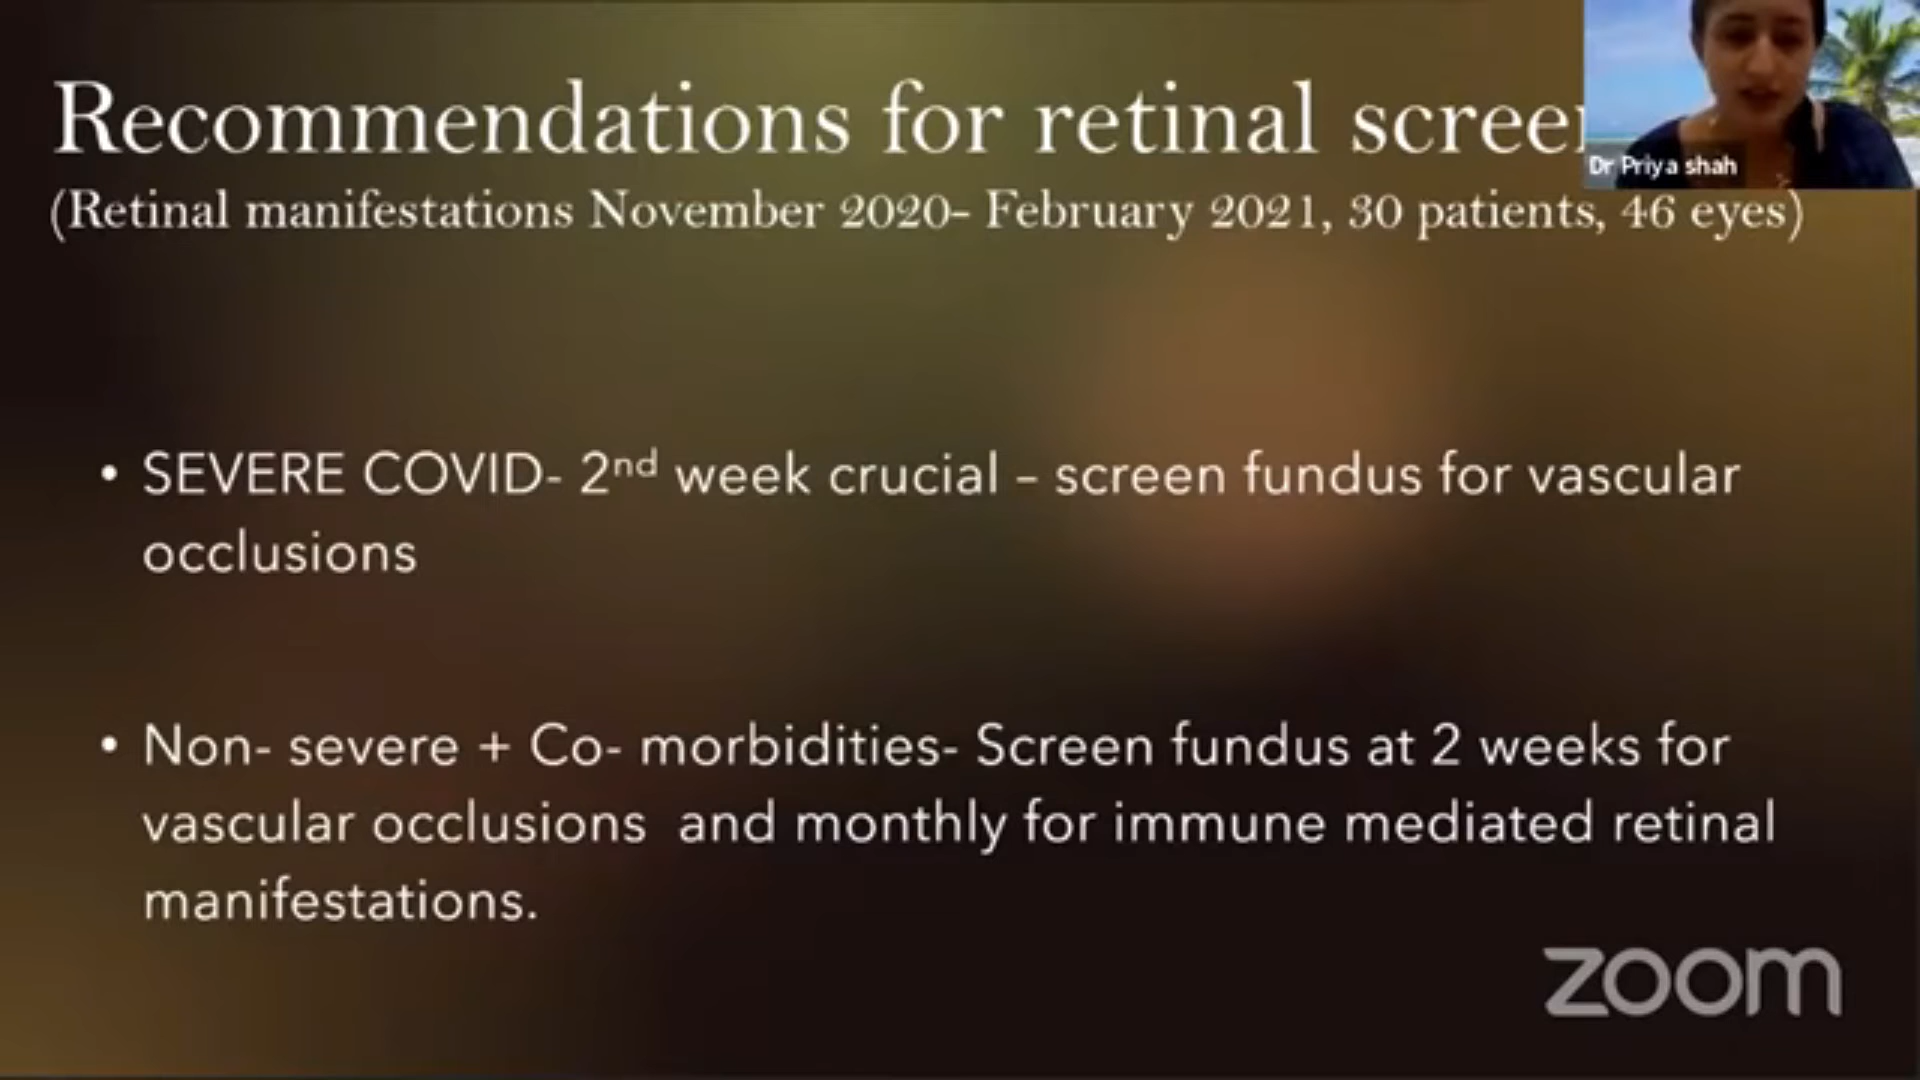 Recommendations for retinal
Dr Priya shah
(Retinal manifestations November 2020- February 2021, 30 patients, 46 eyes)
• SEVERE COVID- 2nd week crucial – screen fundus for vascular
occlusions
• Non- severe + Co- morbidities- Screen fundus at 2 weeks for
vascular occlusions and monthly for immune mediated retinal
manifestations.
zoom